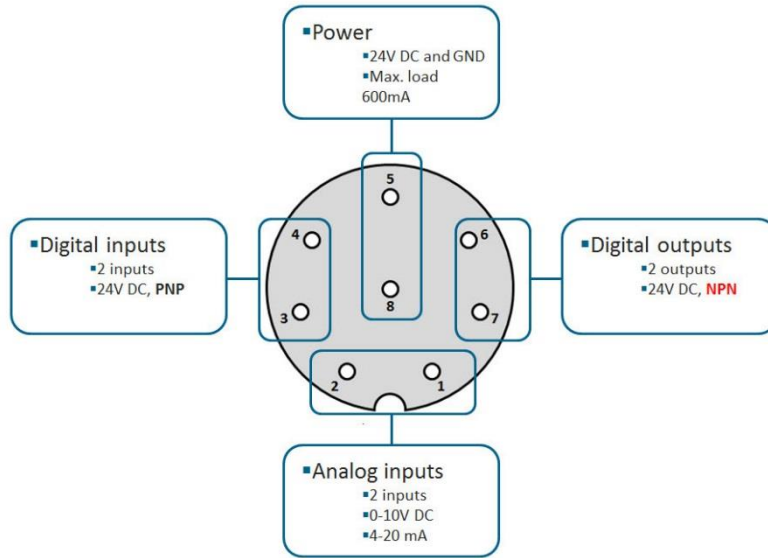 ▪Power
▪24V DC and GND
▪Max. load
600mA
5
▪Digital inputs
▪2 inputs
▪24V DC, PNP
4
6
▪Digital outputs
▪2 outputs
▪24V DC, NPN
8
3
7
2
1
▪Analog inputs
▪2 inputs
▪0-10V DC
▪4-20 mA